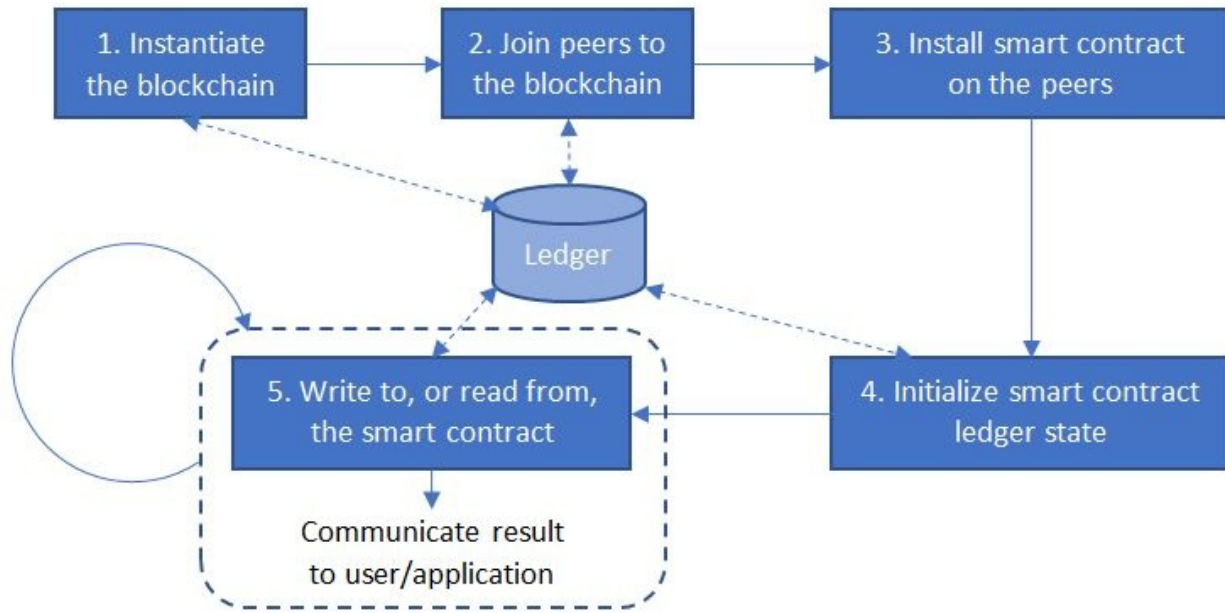 1. Instantiate
the blockchain
2. Join peers to
the blockchain
3. Install smart contract
on the peers
Ledger
5. Write to, or read from,
the smart contract
4. Initialize smart contract
ledger state
Communicate result
to user/application